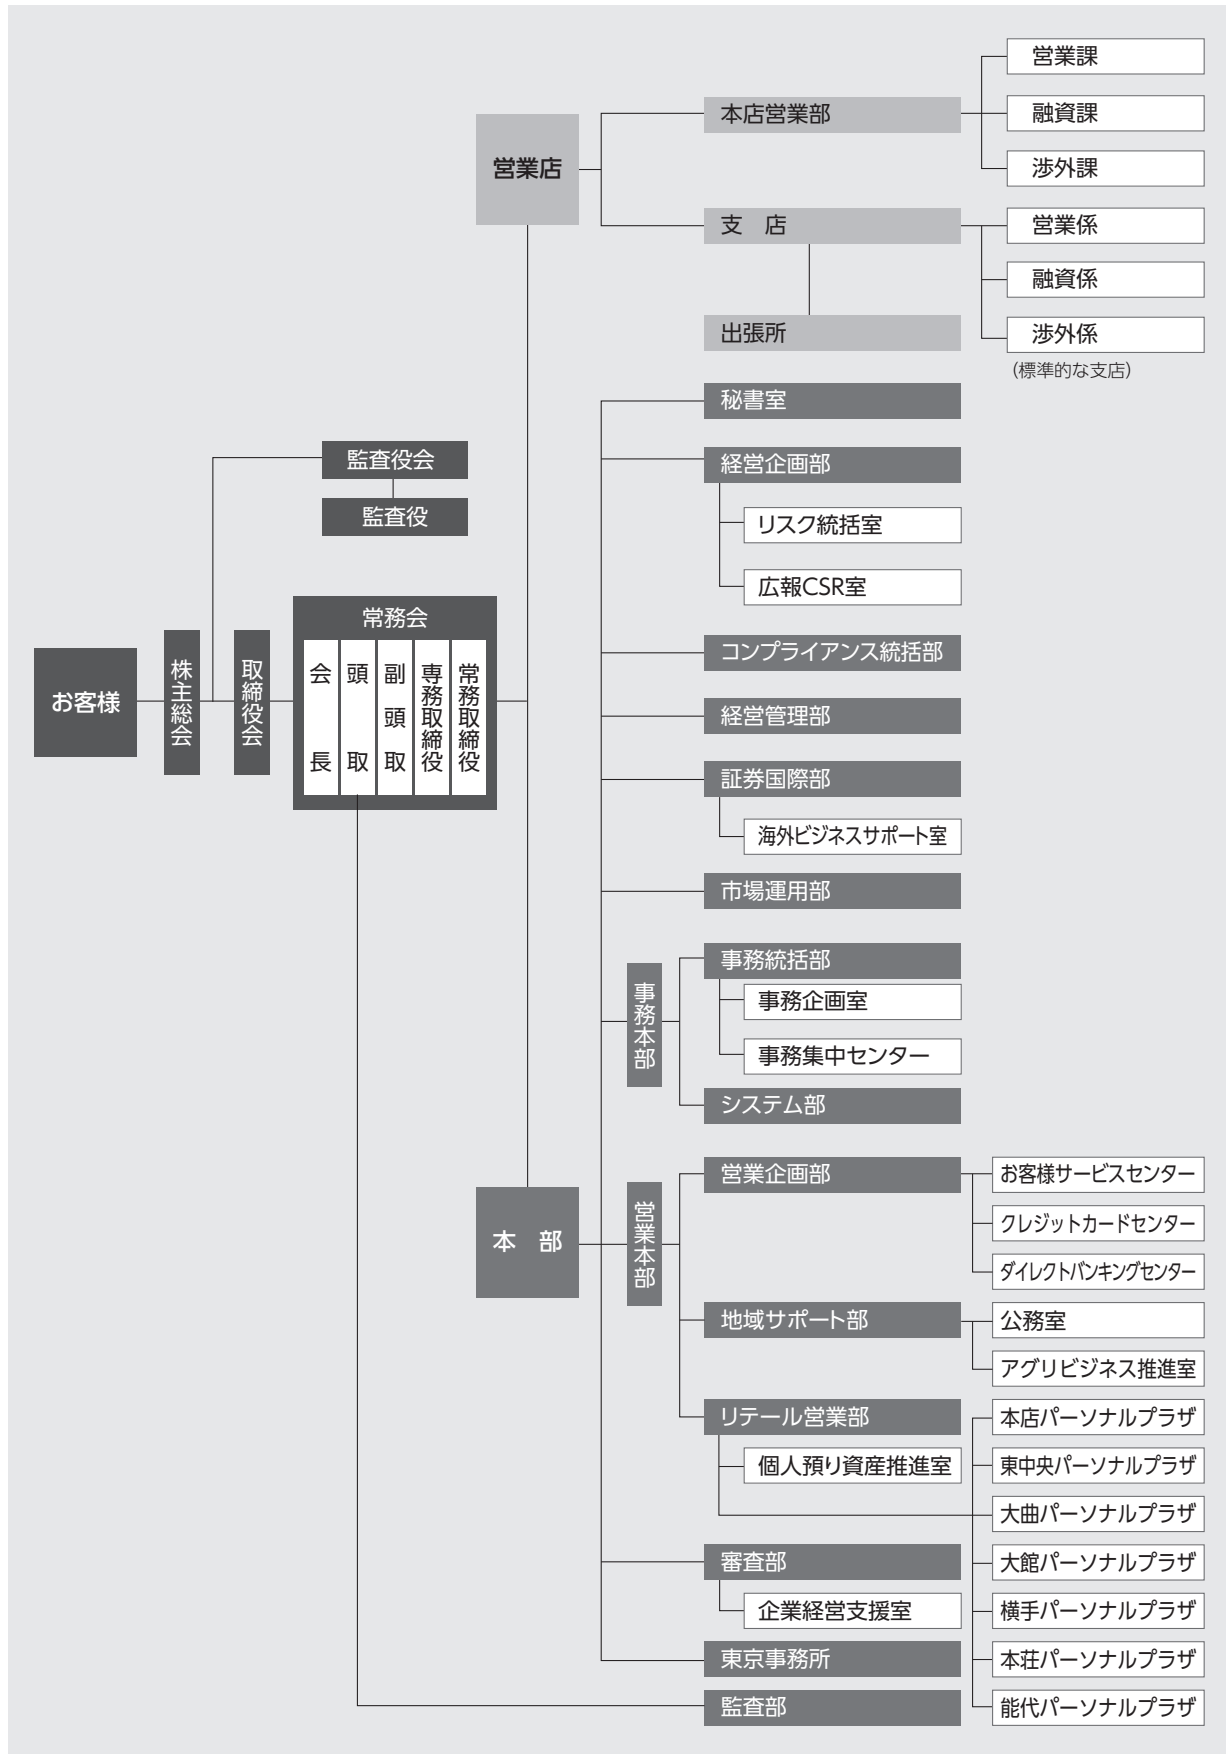 営業課
本店営業部
融資課
営業店
渉外課
支　店
営業係
融資係
出張所
渉外係
(標準的な支店)
秘書室
監査役会
経営企画部
監査役
リスク統括室
広報CSR室
常務会
お客様
株主総会
取締役会
会長
頭取
副頭取
専務取締役
常務取締役
コンプライアンス統括部
経営管理部
証券国際部
海外ビジネスサポート室
市場運用部
事務本部
事務統括部
事務企画室
事務集中センター
システム部
本　部
営業本部
営業企画部
お客様サービスセンター
クレジットカードセンター
ダイレクトバンキングセンター
地域サポート部
公務室
アグリビジネス推進室
リテール営業部
個人預り資産推進室
本店パーソナルプラザ
東中央パーソナルプラザ
大曲パーソナルプラザ
大館パーソナルプラザ
横手パーソナルプラザ
本荘パーソナルプラザ
能代パーソナルプラザ
審査部
企業経営支援室
東京事務所
監査部